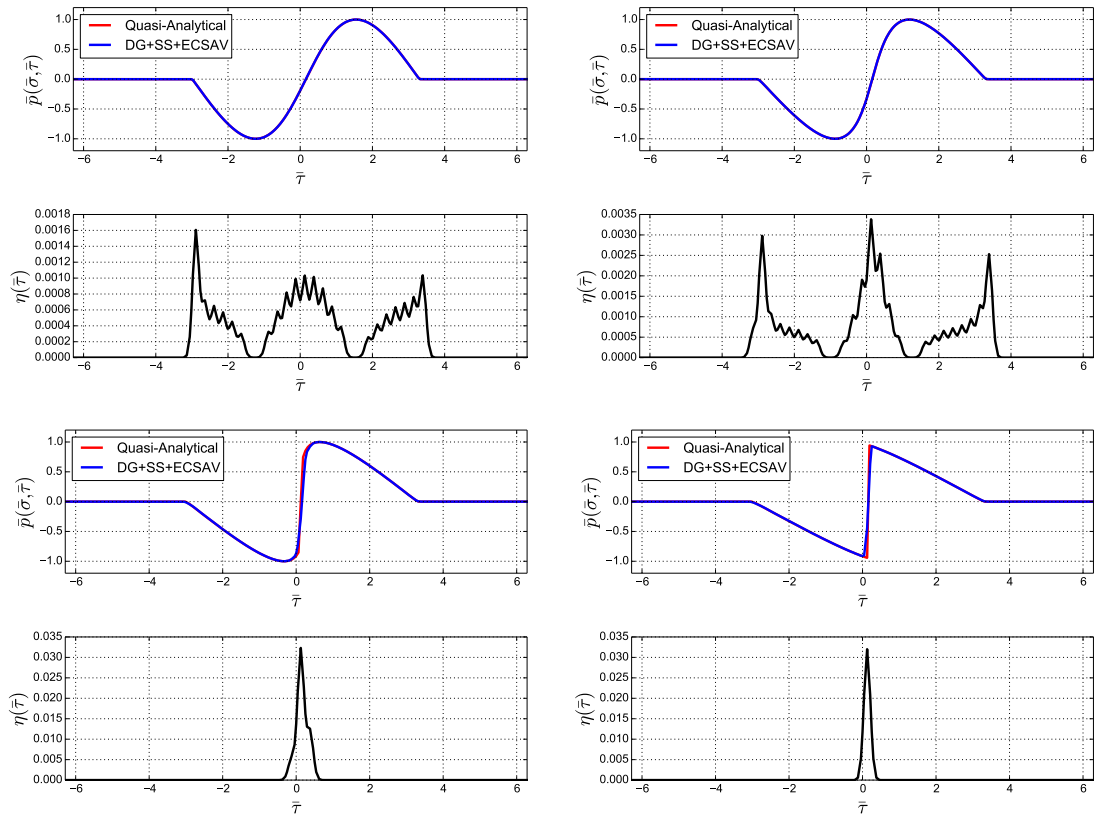 Quasi-Analytical
DG+SS+ECSAV
p̄(σ̄,τ̄)
1.0
0.5
0.0
−0.5
−1.0
−6 −4 −2 0 2 4 6
τ̄
Quasi-Analytical
DG+SS+ECSAV
p̄(σ̄,τ̄)
1.0
0.5
0.0
−0.5
−1.0
−6 −4 −2 0 2 4 6
τ̄
η(τ̄)
0.0018
0.0016
0.0014
0.0012
0.0010
0.0008
0.0006
0.0004
0.0002
0.0000
−6 −4 −2 0 2 4 6
τ̄
η(τ̄)
0.0035
0.0030
0.0025
0.0020
0.0015
0.0010
0.0005
0.0000
−6 −4 −2 0 2 4 6
τ̄
Quasi-Analytical
DG+SS+ECSAV
p̄(σ̄,τ̄)
1.0
0.5
0.0
−0.5
−1.0
−6 −4 −2 0 2 4 6
τ̄
Quasi-Analytical
DG+SS+ECSAV
p̄(σ̄,τ̄)
1.0
0.5
0.0
−0.5
−1.0
−6 −4 −2 0 2 4 6
τ̄
η(τ̄)
0.035
0.030
0.025
0.020
0.015
0.010
0.005
0.000
−6 −4 −2 0 2 4 6
τ̄
η(τ̄)
0.035
0.030
0.025
0.020
0.015
0.010
0.005
0.000
−6 −4 −2 0 2 4 6
τ̄